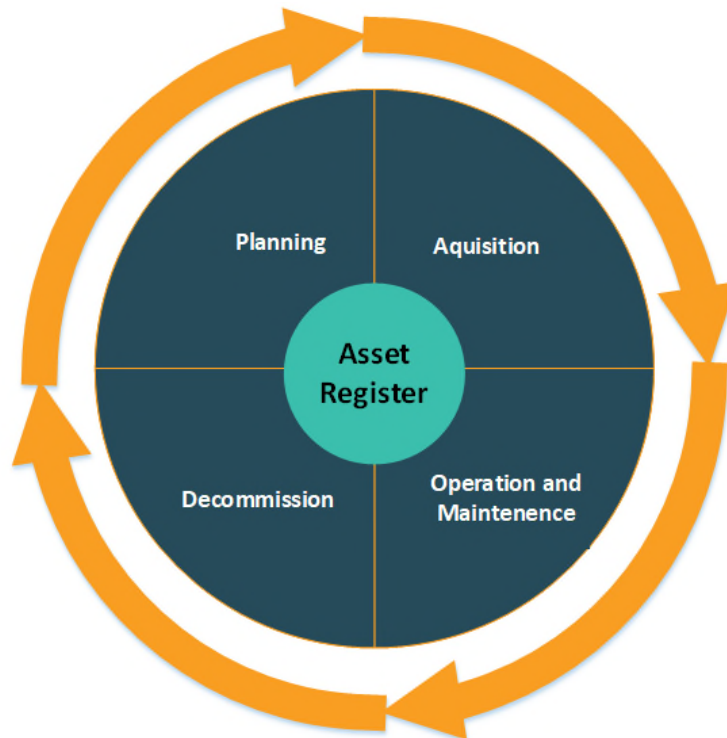 Planning
Aquisition
Asset
Register
Decommission
Operation and
Maintenence